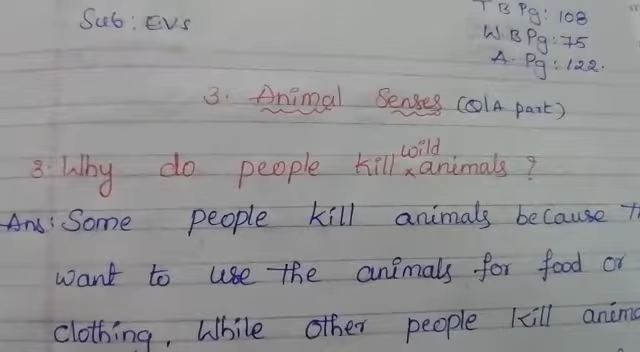 Sub: EVS
T B Pg: 108
W.B Pg: 75
A. Pg: 122.
3. Animal Senses (Q/A part)
wild
3. Why do people kill × animals?
Ans: Some people kill animals because
want to use the animals for food or
clothing. While other people kill